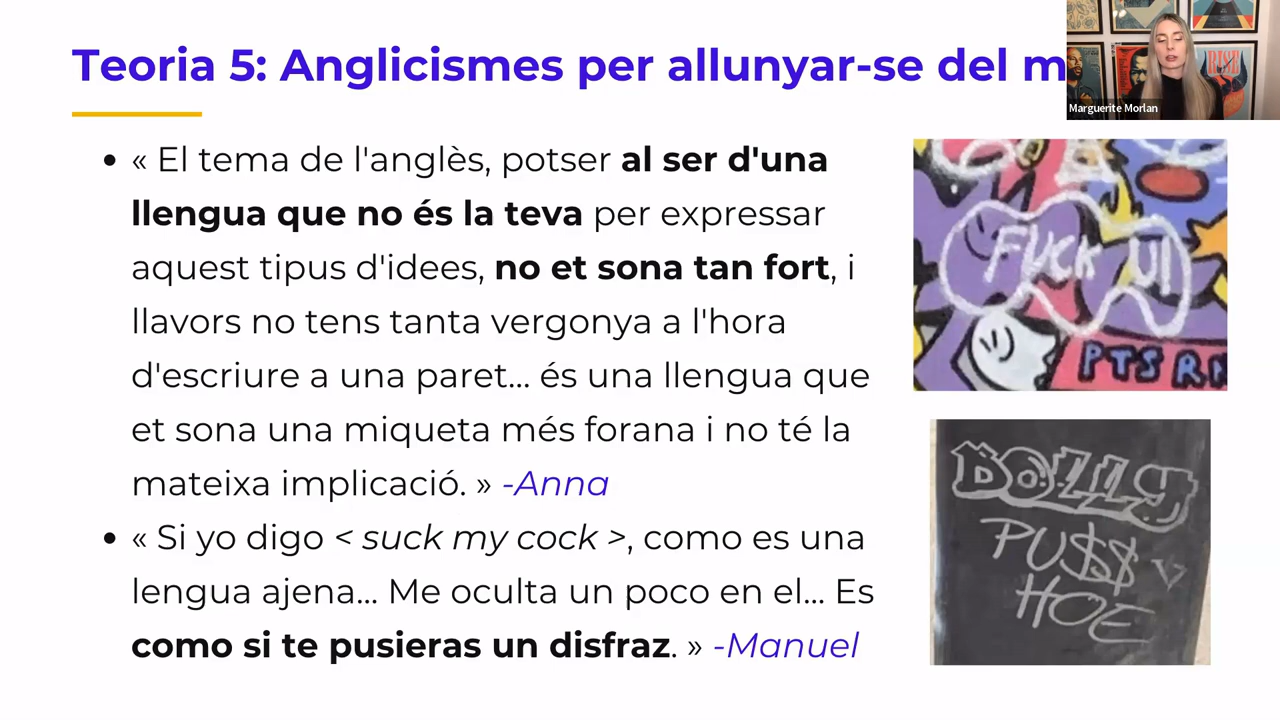 Teoria 5: Anglicismes per allunyar-se del m
Marguerite Morlan
• « El tema de l'anglès, potser al ser d'una
llengua que no és la teva per expressar
aquest tipus d'idees, no et sona tan fort, i
llavors no tens tanta vergonya a l'hora
d'escriure a una paret... és una llengua que
et sona una miqueta més forana i no té la
mateixa implicació. » -Anna
• « Si yo digo < suck my cock >, como es una
lengua ajena... Me oculta un poco en el... Es
como si te pusieras un disfraz. » -Manuel
FUCK U!
PTSRN
DOLLY
PU$$Y
HOE
RISE